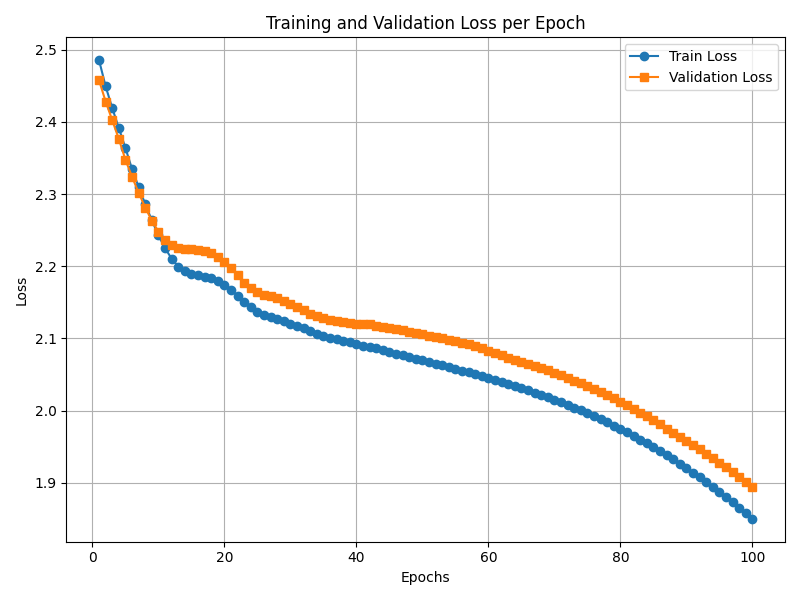 Training and Validation Loss per Epoch
Train Loss
Validation Loss
2.5
2.4
2.3
2.2
2.1
2.0
1.9
Loss
0 20 40 60 80 100
Epochs